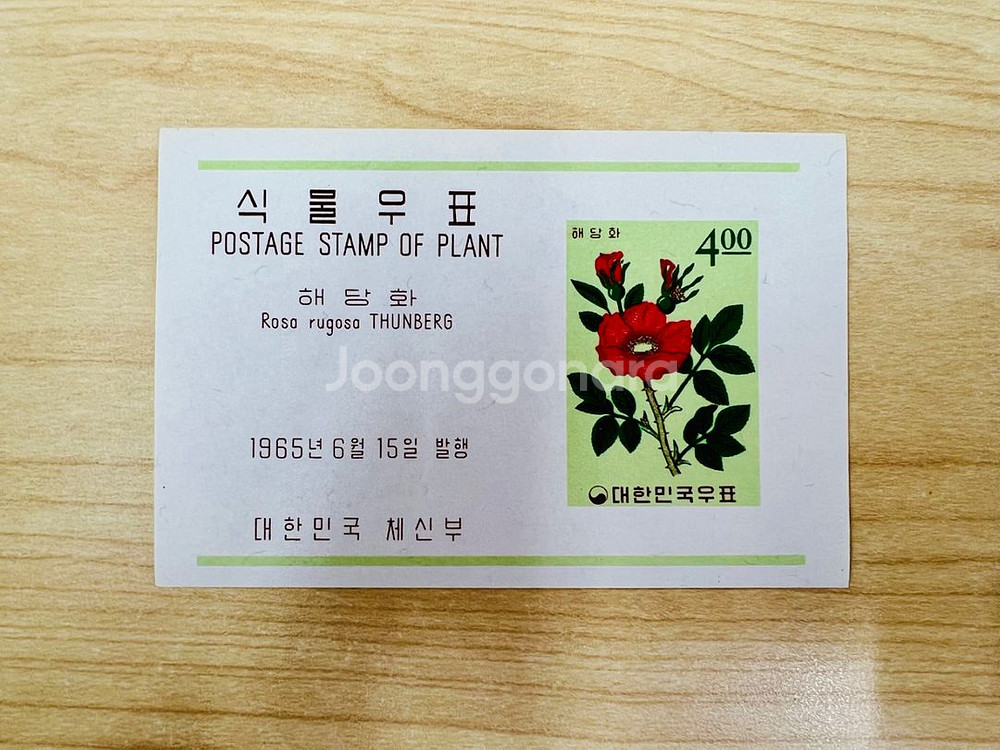 식물우표
POSTAGE STAMP OF PLANT
해당화
Rosa rugosa THUNBERG
1965년 6월 15일 발행
대한민국 체신부
해당화
400
대한민국우표
Joonggonara